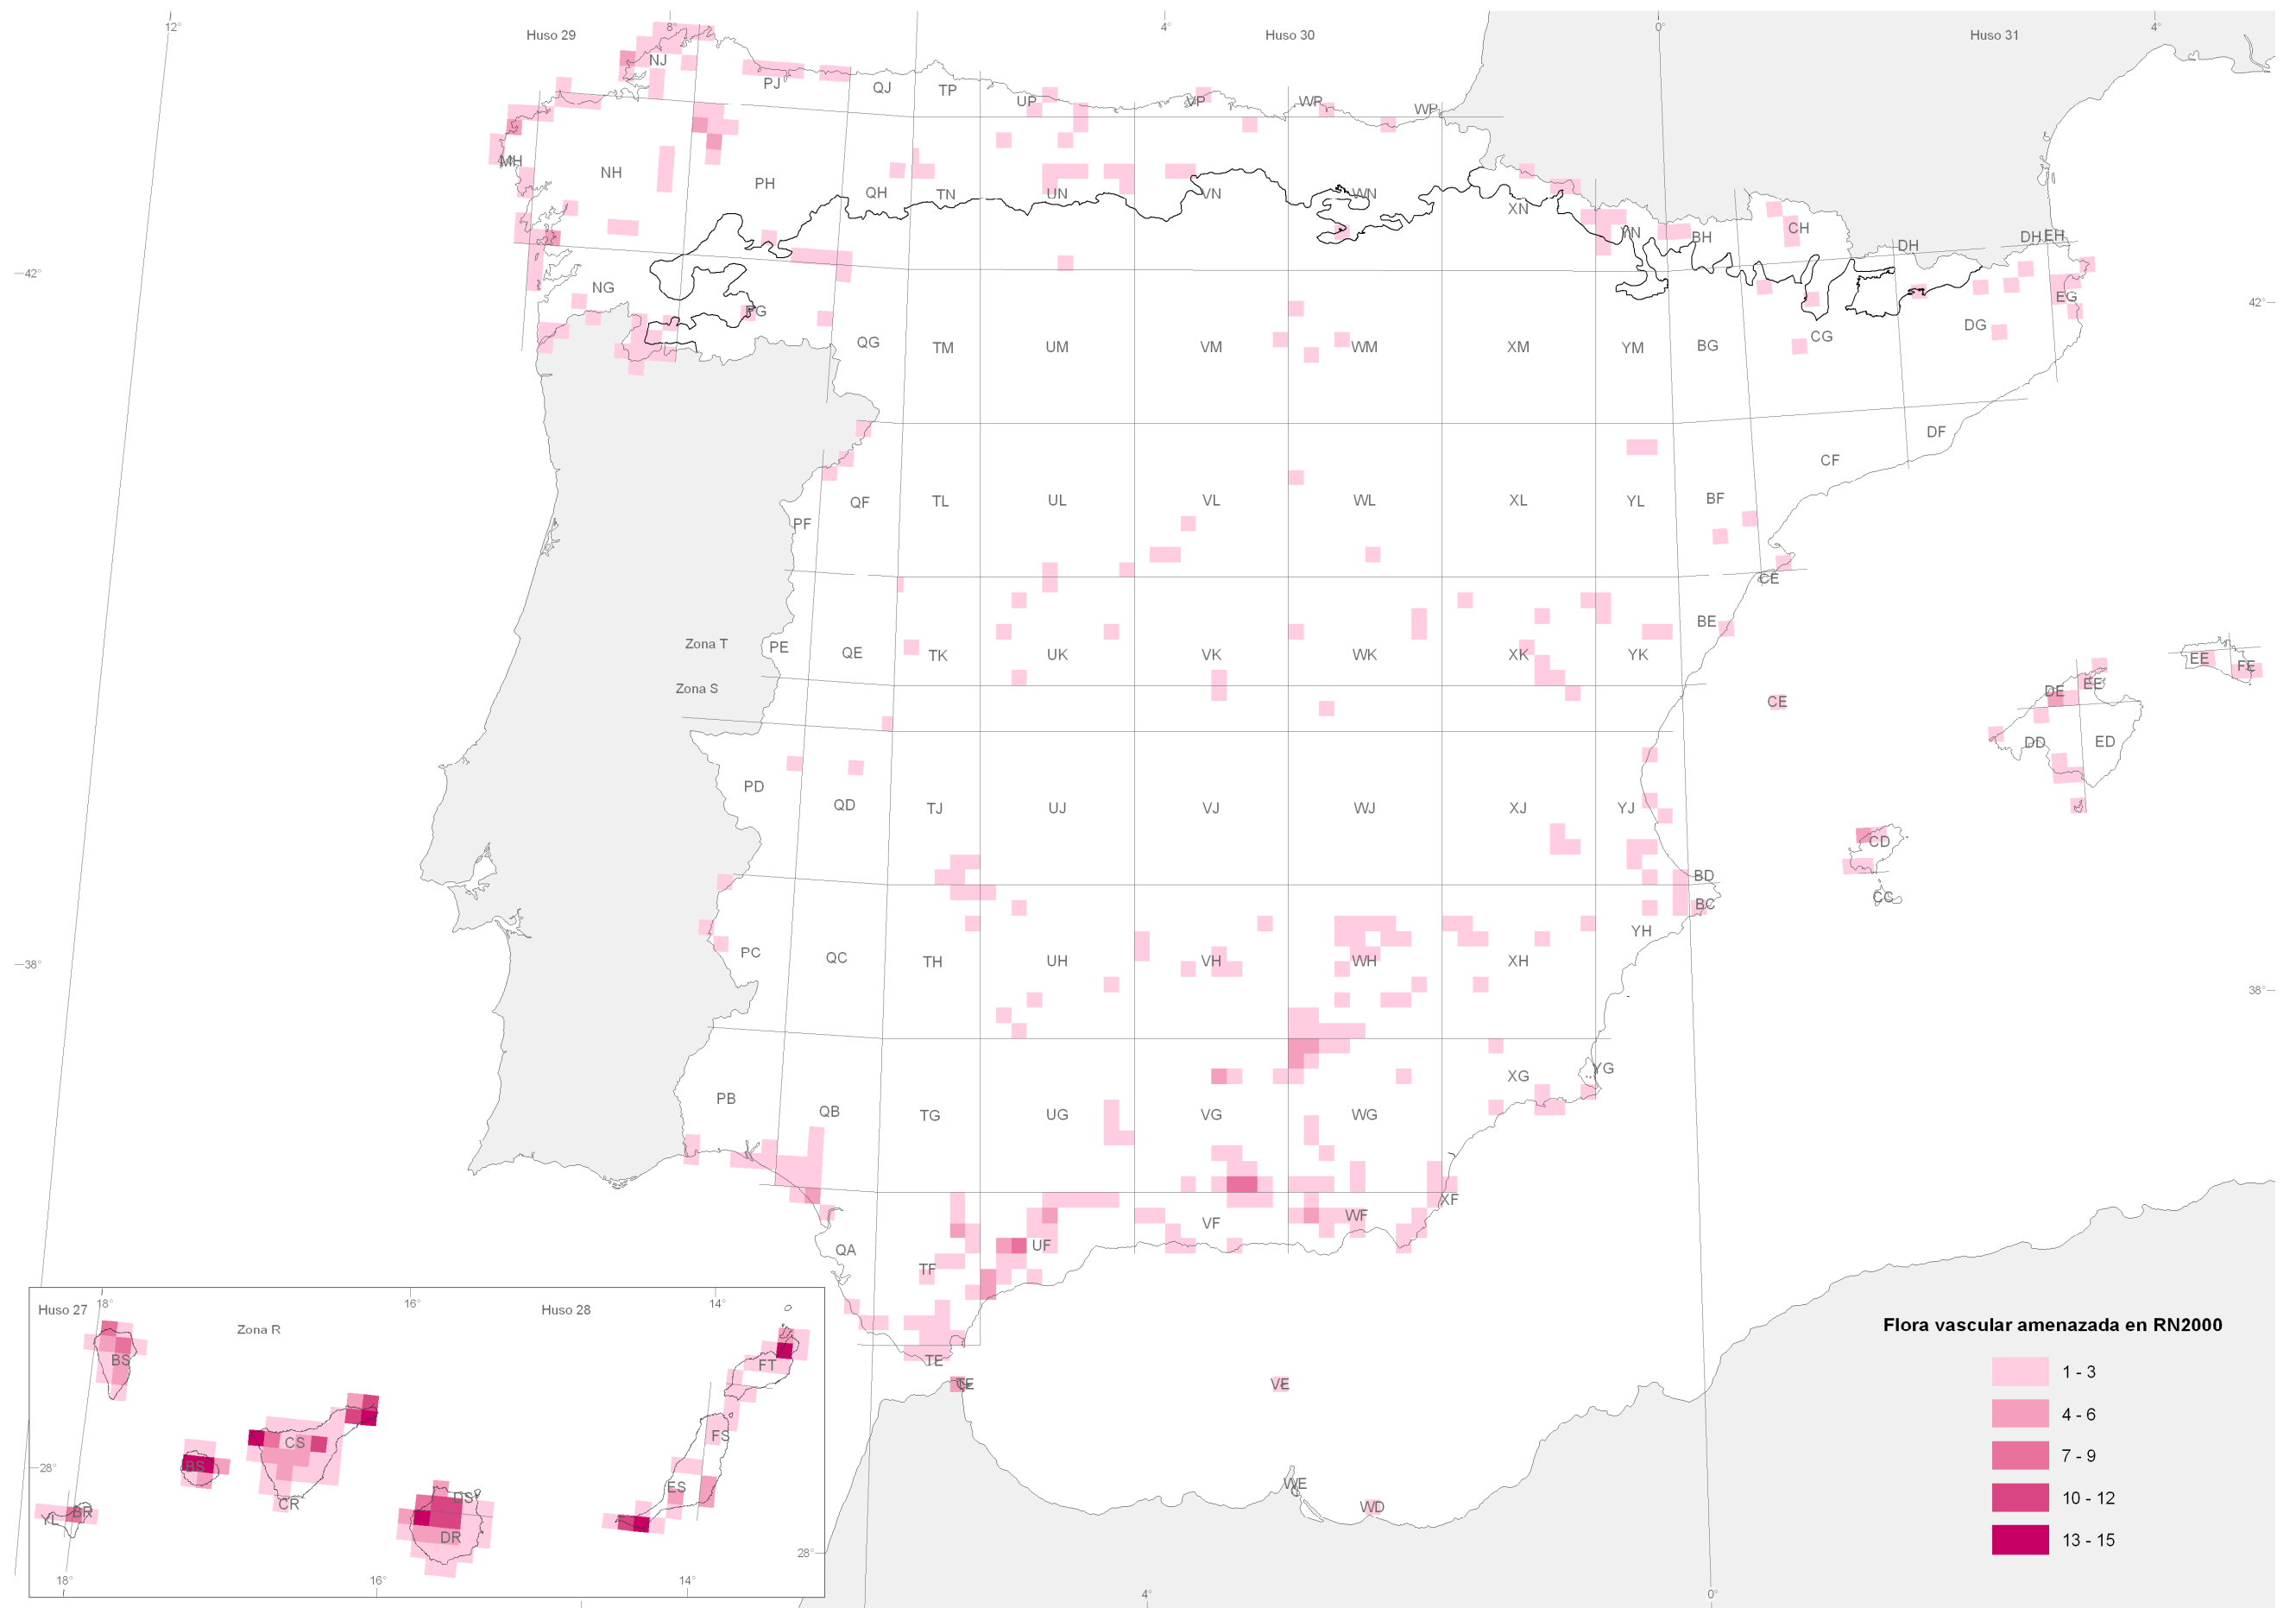 12° 8° 4° 0° 4°
Huso 29 Huso 30 Huso 31
NJ PJ QJ TP UP VP WP WP
MH NH PH QH TN UN VN WN XN YN BH CH DH DH EH
42° 42°
NG PG QG TM UM VM WM XM YM BG CG DG EG
PF QF TL UL VL WL XL YL BF CF DF
Zona T PE QE TK UK VK WK XK YK BE CE
Zona S
CE DE EE EE FE
PD QD TJ UJ VJ WJ XJ YJ DD ED
BD CD
BC CC
38° 38°
PC QC TH UH VH WH XH YH
PB QB TG UG VG WG XG YG
QA TF UF VF WF XF
TE
TE VE
WE
WD
Huso 27 18° 16° Huso 28 14°
Zona R
BS FT
CS FS
BS
28°
CR ES
YL BR DS
DR
28°
18° 16° 14°
4° 0°
Flora vascular amenazada en RN2000
1 - 3
4 - 6
7 - 9
10 - 12
13 - 15